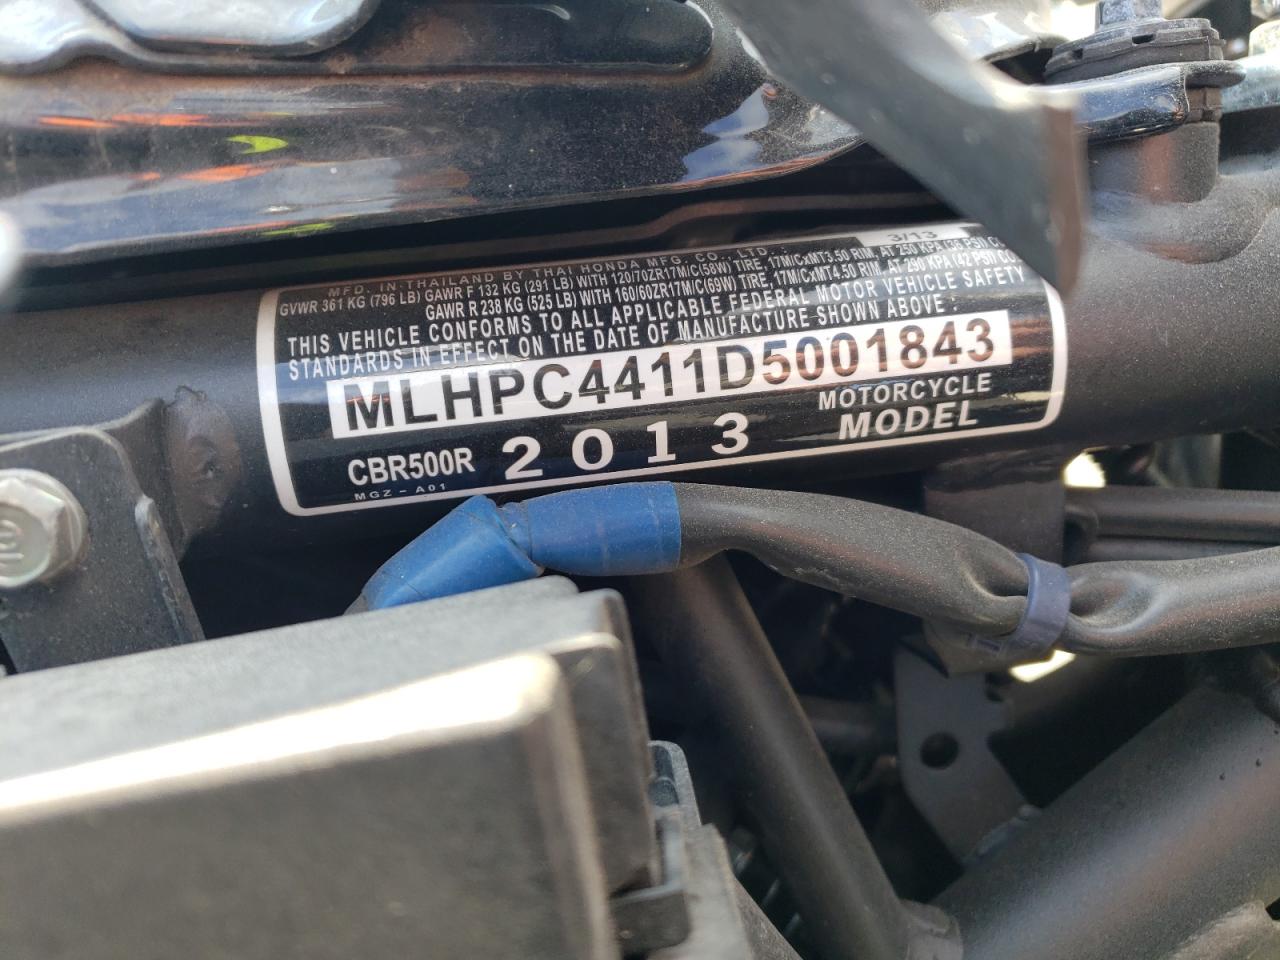 MFD. IN THAILAND BY THAI HONDA MFG. CO., LTD. : 3/13
GVWR 361 KG (796 LB) GAWR F 132 KG (291 LB) WITH 120/70ZR17M/C(58W) TIRE, 17M/CxMT3.50 RIM, AT 250 KPA (36 PSI)
GAWR R 238 KG (525 LB) WITH 160/60ZR17M/C(69W) TIRE, 17M/CxMT4.50 RIM, AT 290 KPA (42 PSI)
THIS VEHICLE CONFORMS TO ALL APPLICABLE FEDERAL MOTOR VEHICLE SAFETY
STANDARDS IN EFFECT ON THE DATE OF MANUFACTURE SHOWN ABOVE .
MLHPC4411D5001843
MOTORCYCLE
CBR500R 2013 MODEL
MGZ - A01